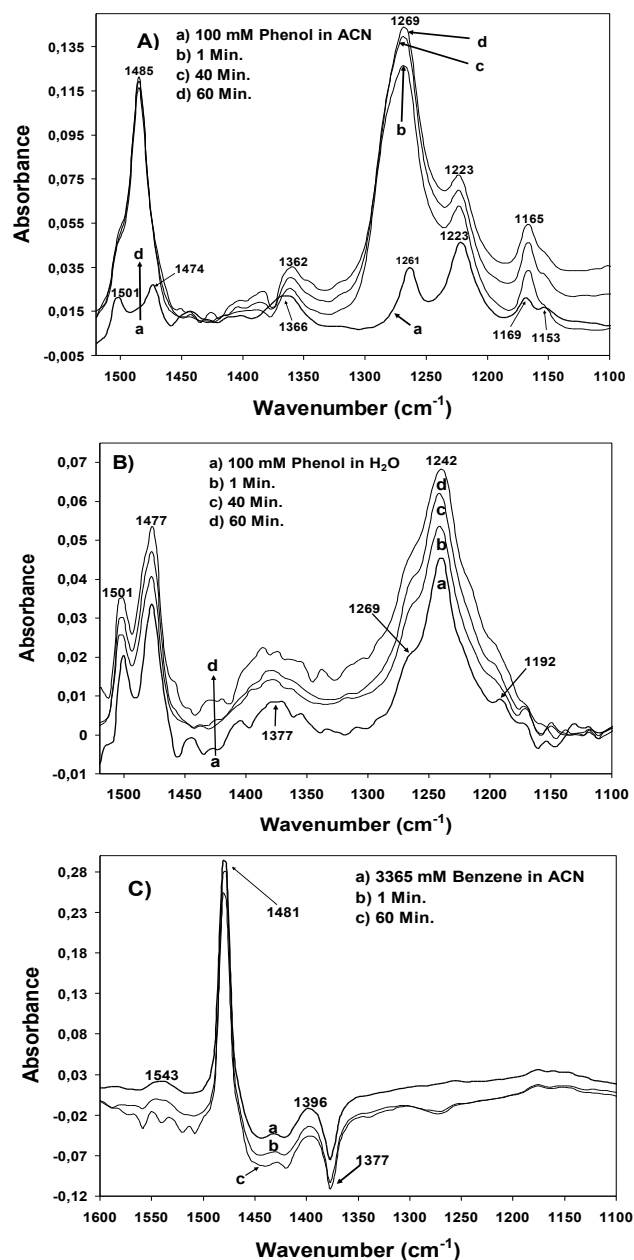 A)
a) 100 mM Phenol in ACN
b) 1 Min.
c) 40 Min.
d) 60 Min.
1269
d
c
b
1485
1223
1223
1165
1362
1474
1501
d
a
1366
1261
a
1169
1153
0,135
0,115
0,095
0,075
0,055
0,035
0,015
-0,005
Absorbance
1500 1450 1400 1350 1300 1250 1200 1150 1100
Wavenumber (cm-1)
B)
a) 100 mM Phenol in H2O
b) 1 Min.
c) 40 Min.
d) 60 Min.
1242
d
c
b
a
1477
1501
1269
1192
d
a
1377
0,07
0,06
0,05
0,04
0,03
0,02
0,01
0
-0,01
Absorbance
1500 1450 1400 1350 1300 1250 1200 1150 1100
Wavenumber (cm-1)
C)
a) 3365 mM Benzene in ACN
b) 1 Min.
c) 60 Min.
1481
1543
1396
a
b
c
1377
0,28
0,23
0,18
0,13
0,08
0,03
-0,02
-0,07
-0,12
Absorbance
1600 1550 1500 1450 1400 1350 1300 1250 1200 1150 1100
Wavenumber (cm-1)